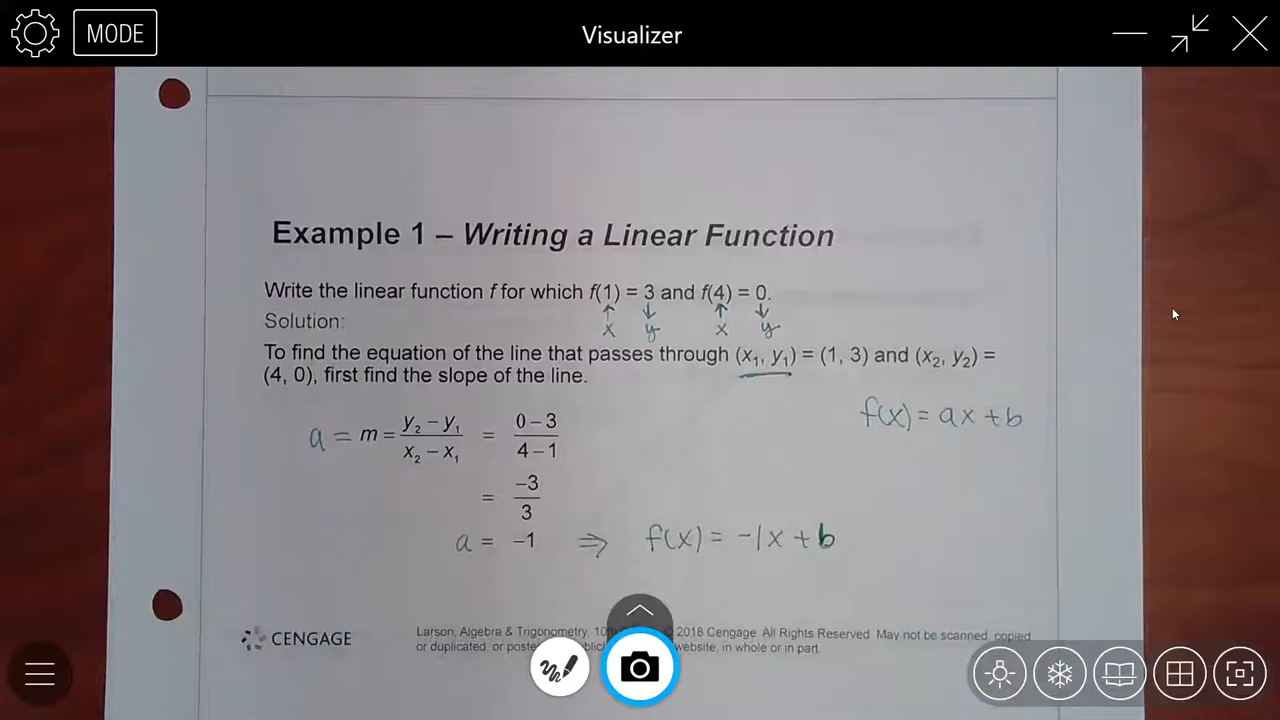 MODE
Visualizer
Example 1 – Writing a Linear Function
Write the linear function f for which f(1) = 3 and f(4) = 0.
Solution:
x y x y
To find the equation of the line that passes through (x₁, y₁) = (1, 3) and (x₂, y₂) =
(4, 0), first find the slope of the line.
f(x) = ax + b
a = m = (y₂ – y₁)/(x₂ – x₁) = (0 – 3)/(4 – 1)
= –3/3
a = –1 ⇒ f(x) = -1x + b
CENGAGE
Larson, Algebra & Trigonometry, 10th 2018 Cengage. All Rights Reserved. May not be scanned, copied
or duplicated, or website, in whole or in part.